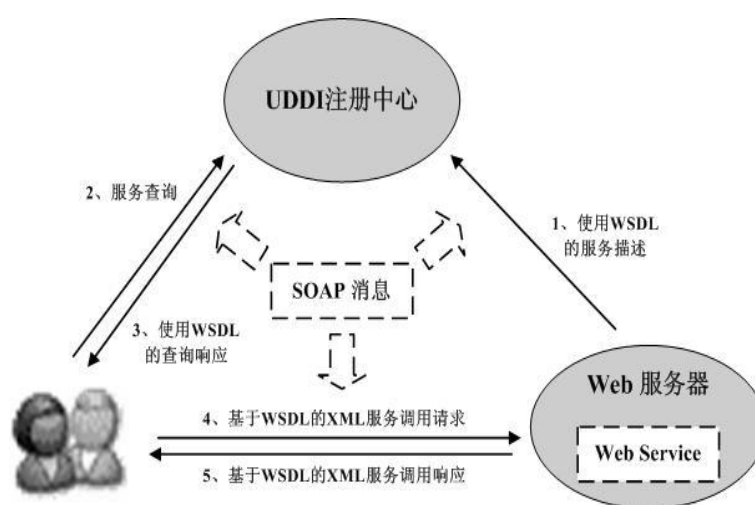 UDDI注册中心
2、服务查询
1、使用WSDL
的服务描述
SOAP 消息
3、使用WSDL
的查询响应
Web 服务器
4、基于WSDL的XML服务调用请求
Web Service
5、基于WSDL的XML服务调用响应